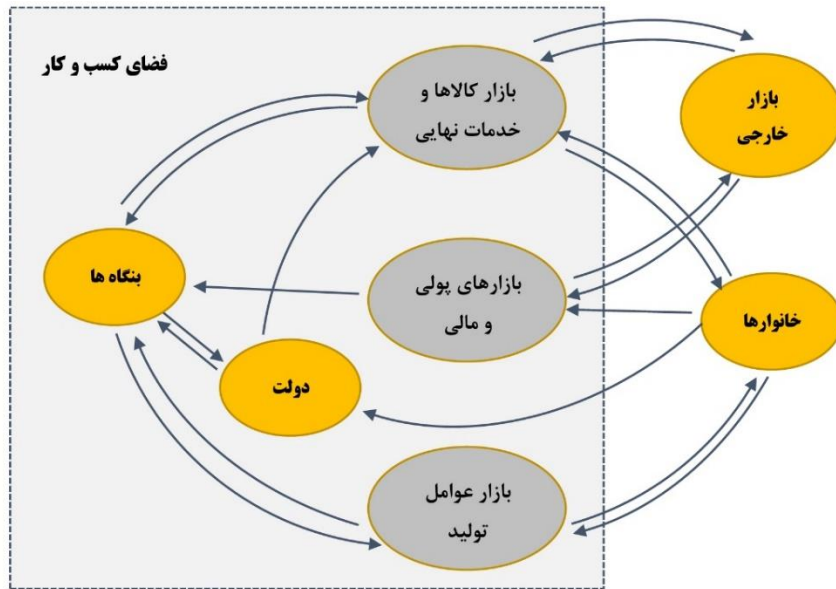 فضای کسب و کار
بازار کالاها و
خدمات نهایی
بازار
خارجی
بنگاه ها
بازارهای پولی
و مالی
خانوارها
دولت
بازار عوامل
تولید